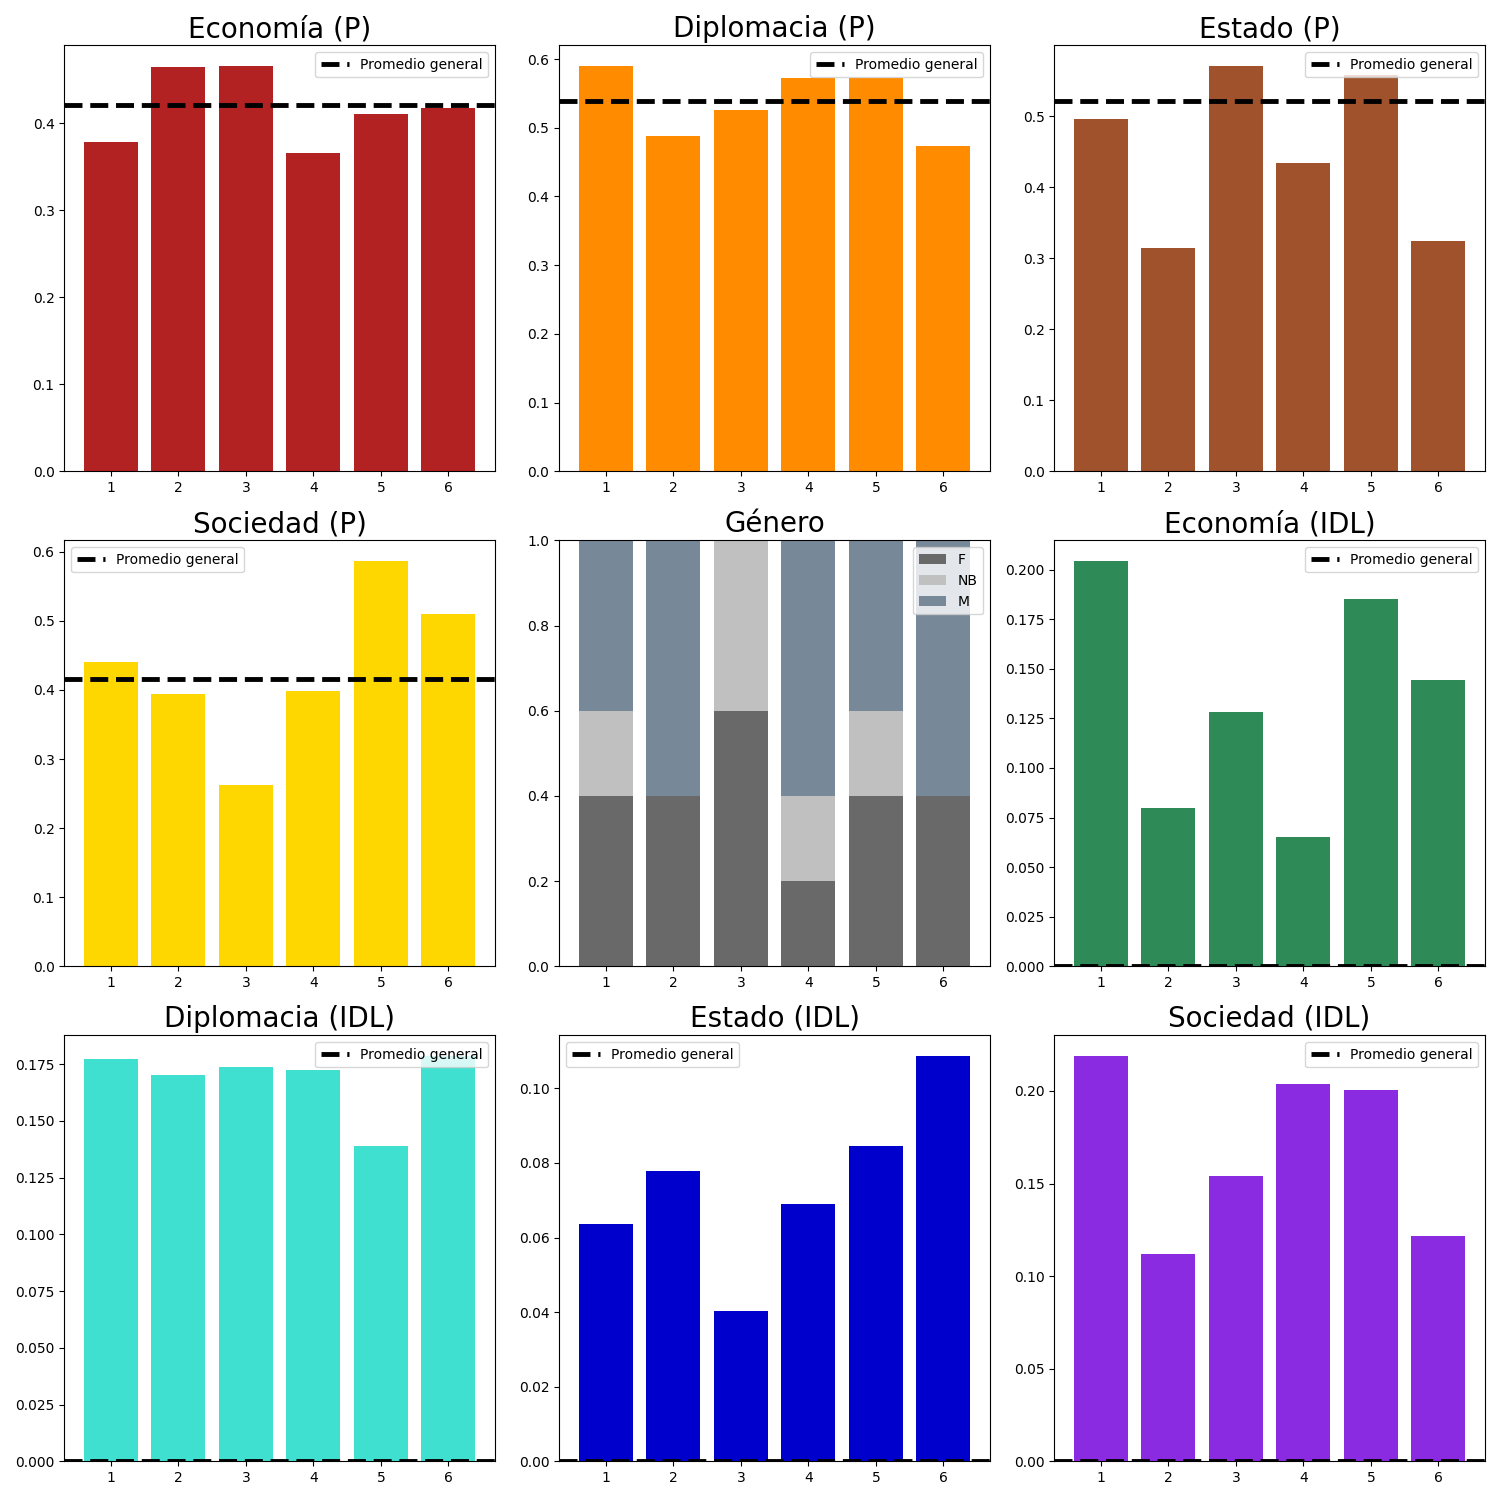 Economía (P)
Promedio general
0.4
0.3
0.2
0.1
0.0
1 2 3 4 5 6
Diplomacia (P)
Promedio general
0.6
0.5
0.4
0.3
0.2
0.1
0.0
1 2 3 4 5 6
Estado (P)
Promedio general
0.5
0.4
0.3
0.2
0.1
0.0
1 2 3 4 5 6
Sociedad (P)
Promedio general
0.6
0.5
0.4
0.3
0.2
0.1
0.0
1 2 3 4 5 6
Género
F
NB
M
1.0
0.8
0.6
0.4
0.2
0.0
1 2 3 4 5 6
Economía (IDL)
Promedio general
0.200
0.175
0.150
0.125
0.100
0.075
0.050
0.025
0.000
1 2 3 4 5 6
Diplomacia (IDL)
Promedio general
0.175
0.150
0.125
0.100
0.075
0.050
0.025
0.000
1 2 3 4 5 6
Estado (IDL)
Promedio general
0.10
0.08
0.06
0.04
0.02
0.00
1 2 3 4 5 6
Sociedad (IDL)
Promedio general
0.20
0.15
0.10
0.05
0.00
1 2 3 4 5 6